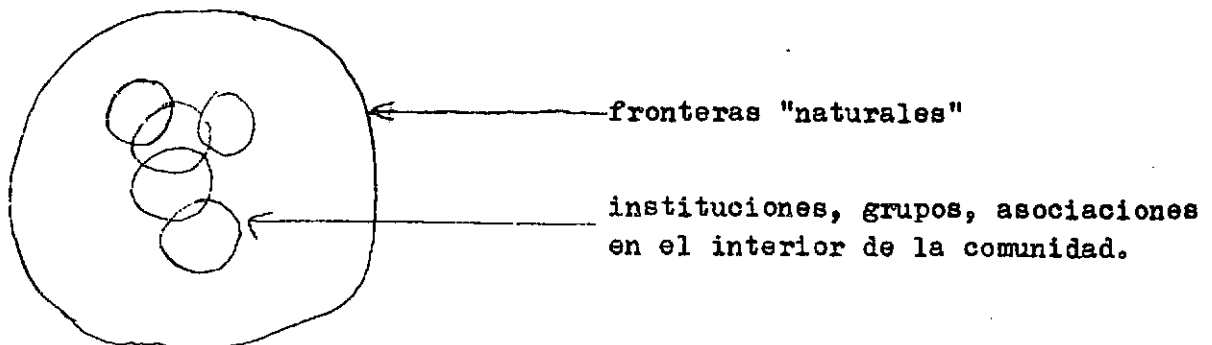 fronteras "naturales"
instituciones, grupos, asociaciones
en el interior de la comunidad.